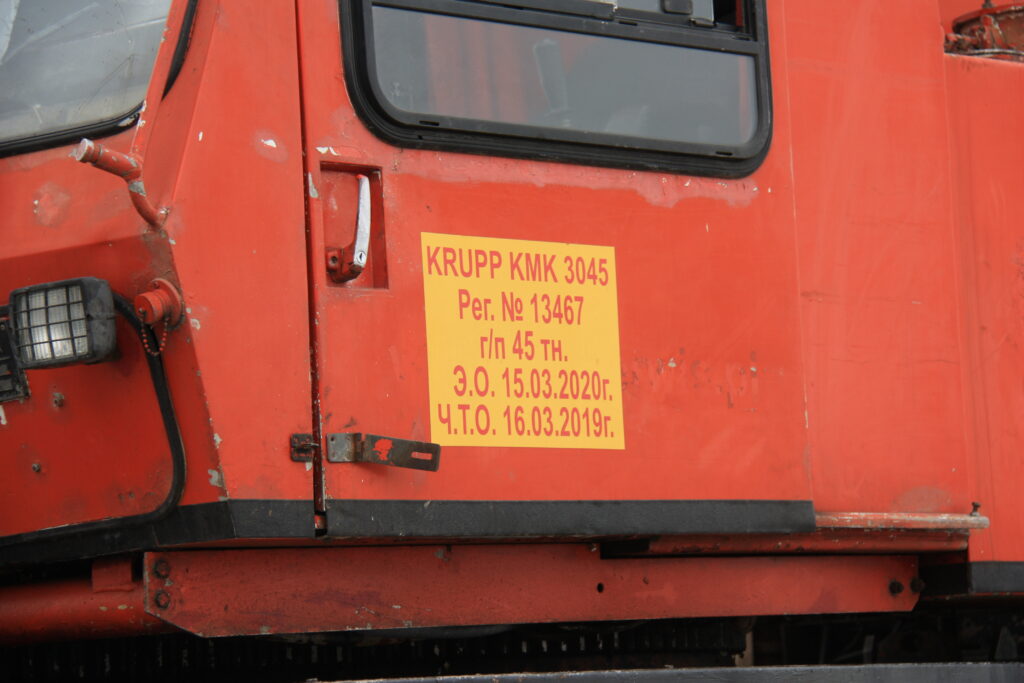 KRUPP KMK 3045
Рег. № 13467
г/п 45 тн.
Э.О. 15.03.2020г.
Ч.Т.О. 16.03.2019г.